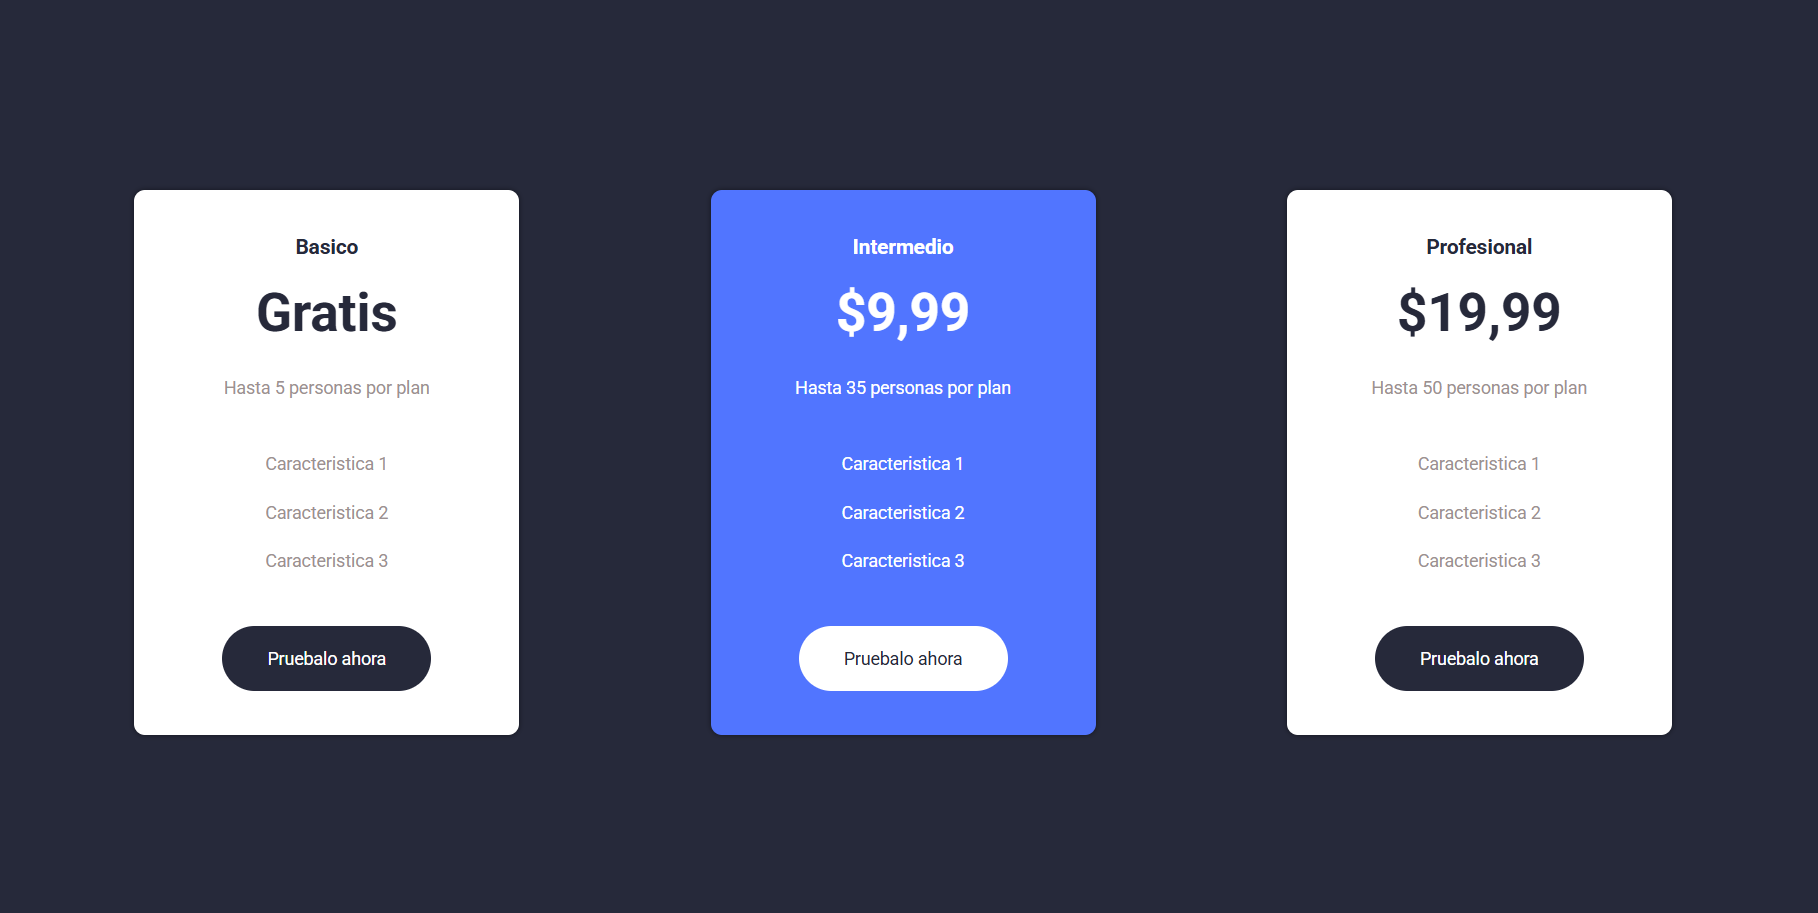 Basico
Gratis
Hasta 5 personas por plan
Caracteristica 1
Caracteristica 2
Caracteristica 3
Pruebalo ahora
Intermedio
$9,99
Hasta 35 personas por plan
Caracteristica 1
Caracteristica 2
Caracteristica 3
Pruebalo ahora
Profesional
$19,99
Hasta 50 personas por plan
Caracteristica 1
Caracteristica 2
Caracteristica 3
Pruebalo ahora